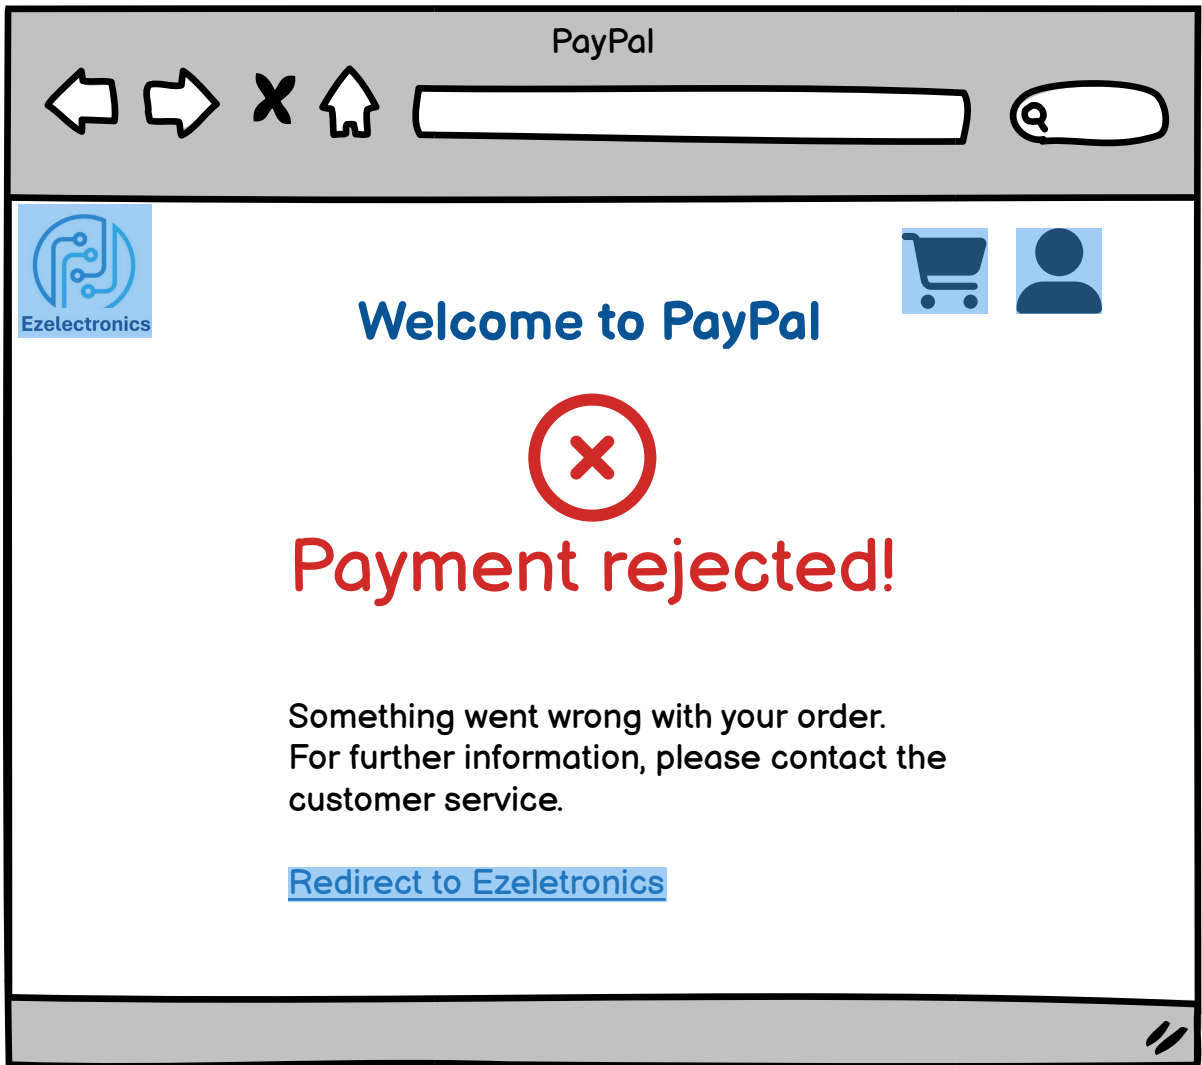 PayPal
Ezelectronics
Welcome to PayPal
Payment rejected!
Something went wrong with your order.
For further information, please contact the
customer service.
Redirect to Ezeletronics